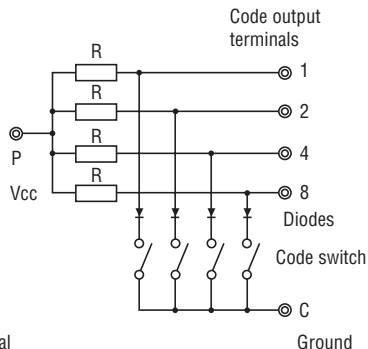 Code output
terminals
R
1
R
2
R
4
P
R
8
Vcc
Diodes
Code switch
C
al
Ground